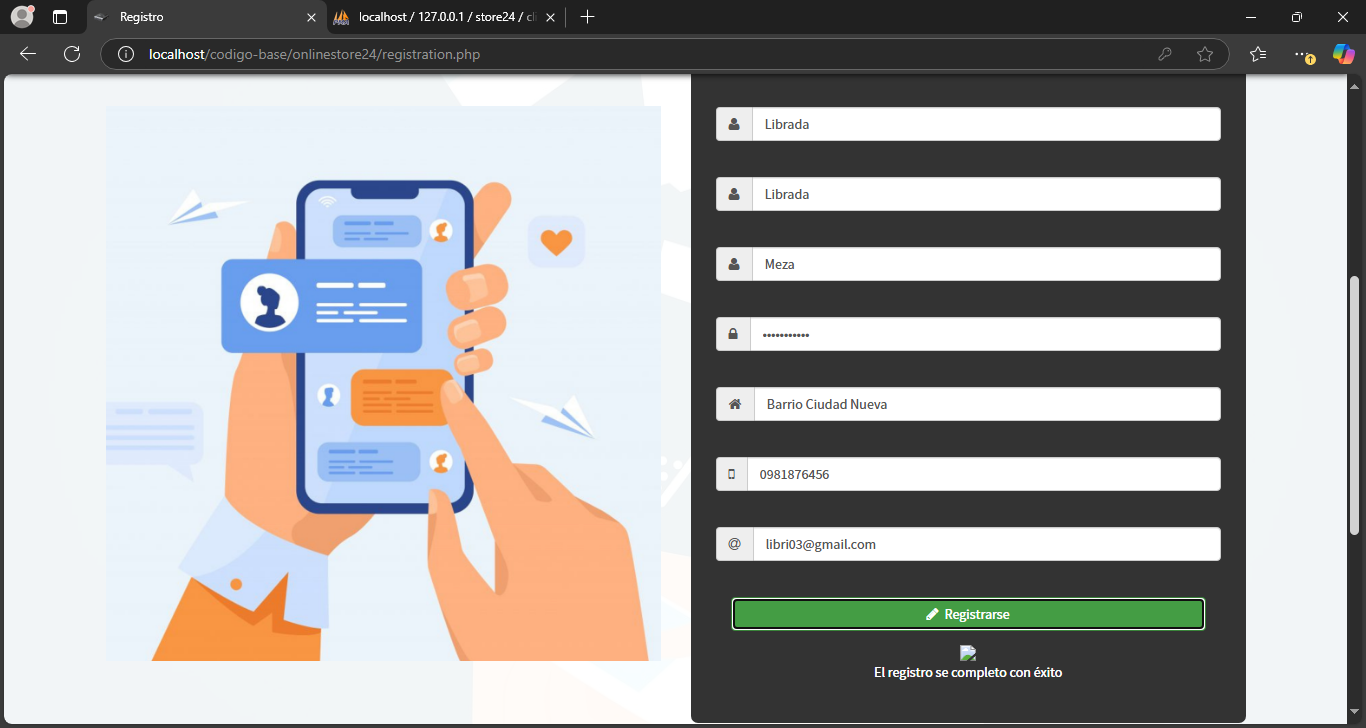 Registro
localhost / 127.0.0.1 / store24 / cli
localhost/codigo-base/onlinestore24/registration.php
Librada
Librada
Meza
•••••••••••
Barrio Ciudad Nueva
0981876456
@ libri03@gmail.com
Registrarse
El registro se completo con éxito